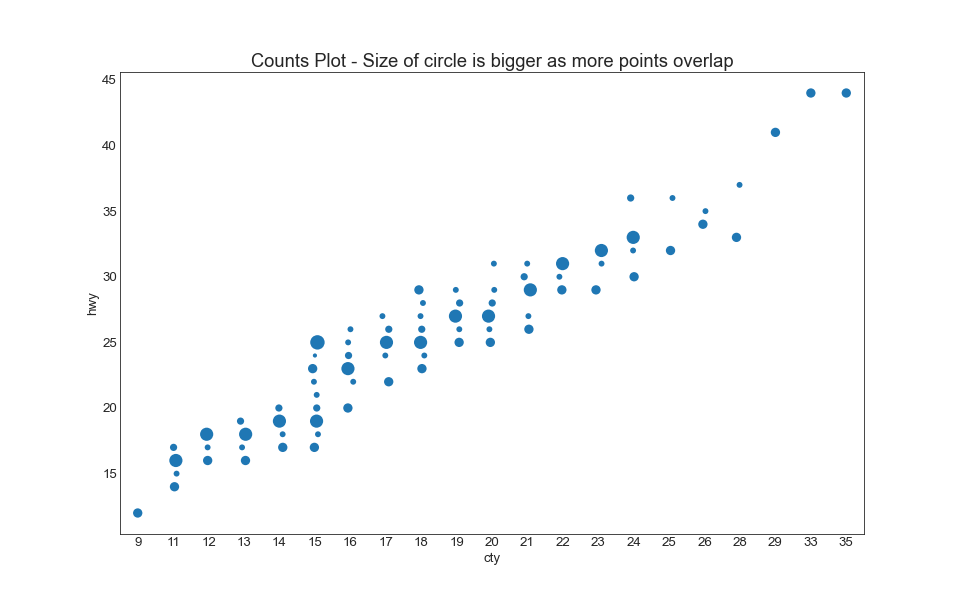 Counts Plot - Size of circle is bigger as more points overlap
45
40
35
30
25
20
15
hwy
9 11 12 13 14 15 16 17 18 19 20 21 22 23 24 25 26 28 29 33 35
cty